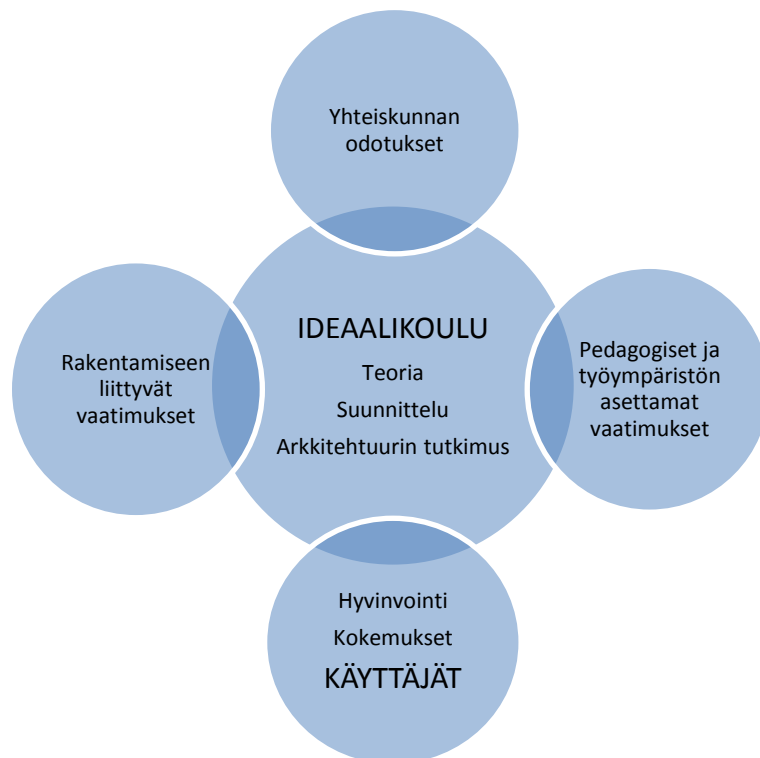 Yhteiskunnan
odotukset
Rakentamiseen
liittyvät
vaatimukset
IDEAALIKOULU
Teoria
Suunnittelu
Arkkitehtuurin tutkimus
Pedagogiset ja
työympäristön
asettamat
vaatimukset
Hyvinvointi
Kokemukset
KÄYTTÄJÄT